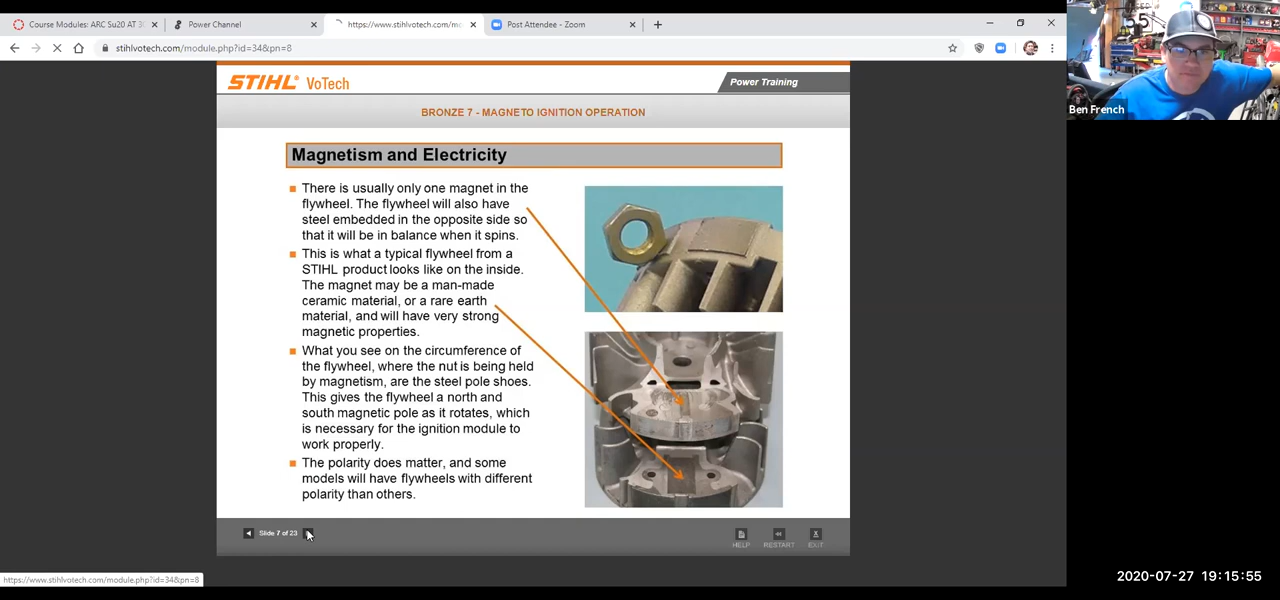 Course Modules: ARC Su20 AT 3
Power Channel
https://www.stihlvotech.com/mo
Post Attendee - Zoom
stihlvotech.com/module.php?id=34&pn=8
STIHL VoTech
Power Training
BRONZE 7 - MAGNETO IGNITION OPERATION
Magnetism and Electricity
There is usually only one magnet in the
flywheel. The flywheel will also have
steel embedded in the opposite side so
that it will be in balance when it spins.
This is what a typical flywheel from a
STIHL product looks like on the inside.
The magnet may be a man-made
ceramic material, or a rare earth
material, and will have very strong
magnetic properties.
What you see on the circumference of
the flywheel, where the nut is being held
by magnetism, are the steel pole shoes.
This gives the flywheel a north and
south magnetic pole as it rotates, which
is necessary for the ignition module to
work properly.
The polarity does matter, and some
models will have flywheels with different
polarity than others.
Slide 7 of 23
HELP
RESTART
EXIT
https://www.stihlvotech.com/module.php?id=34&pn=8
Ben French
2020-07-27 19:15:55